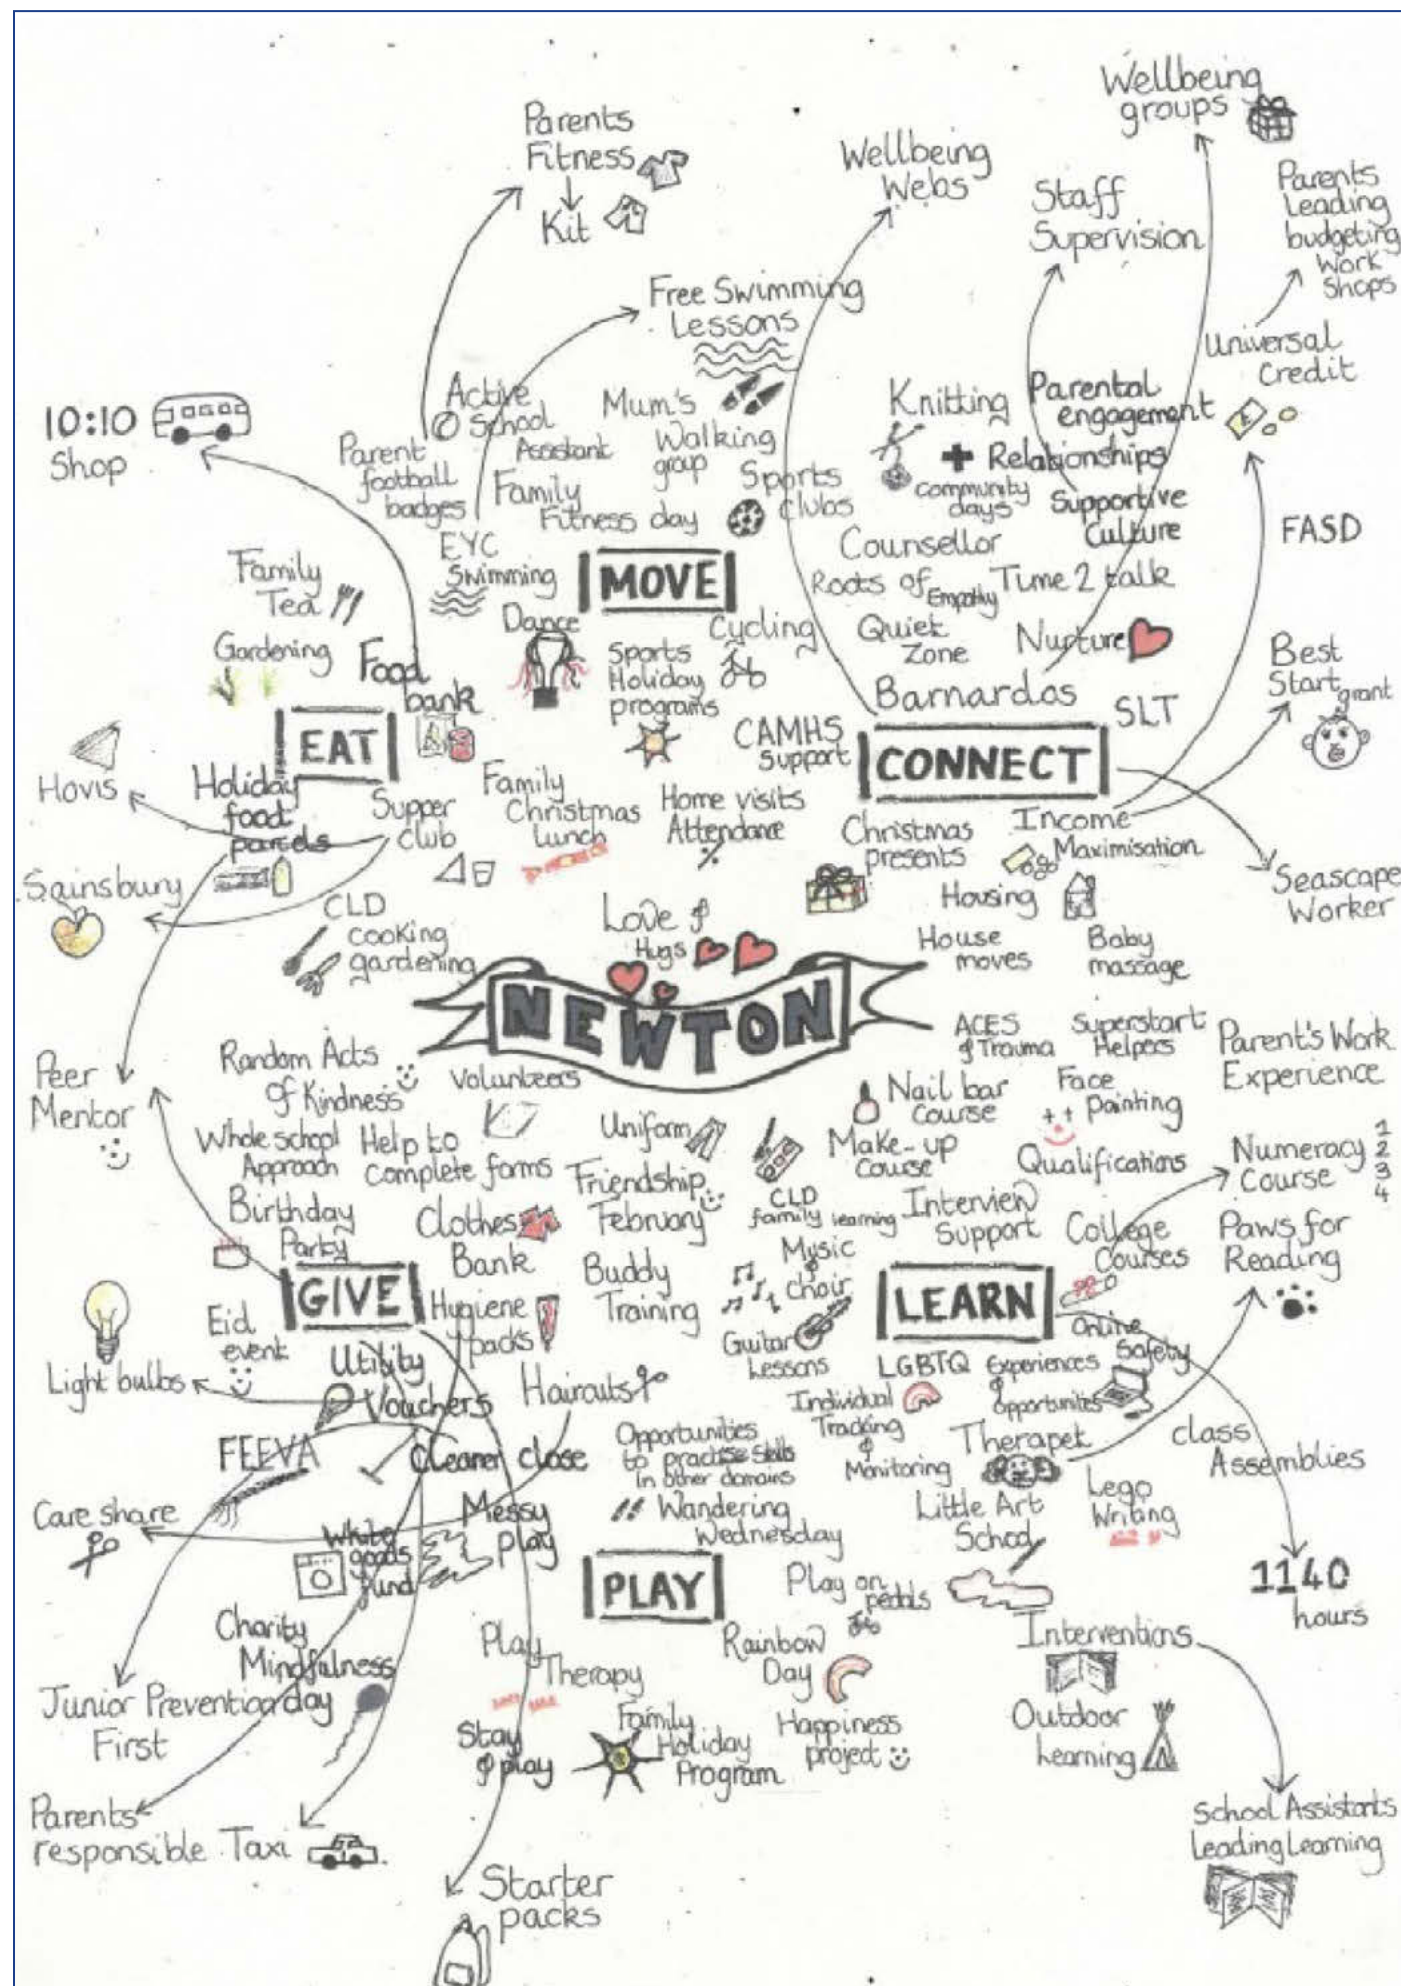 Wellbeing
groups
Parents
Fitness
Kit
Wellbeing
Webs
Staff
Supervision
Parents
Leading
budgeting
Work
Shops
Free Swimming
Lessons
Universal
Credit
10:10
Shop
Active
School
Assistant
Parent
football
badges
Mum's
Walking
group
Knitting
Parental
engagement
+ Relationships
Sports
Clubs
Community
days
Supportive
Culture
Family
Fitness day
FASD
EYC
Swimming
MOVE
Counsellor
Roots of
Empathy
Time 2 talk
Family
Tea
Gardening
Food
bank
Dance
Cycling
Sports
Holiday
programs
Quiet
Zone
Nurture
Best
Start
grant
Barnardos
SLT
EAT
CAMHS
Support
CONNECT
Hovis
Holiday
food
parcels
Supper
club
Family
Christmas
Lunch
Home visits
Attendance
%
Christmas
presents
Income
Maximisation
Sainsbury
Seascape
Worker
Housing
CLD
cooking
gardening
Love &
Hugs
House
moves
Baby
massage
NEWTON
ACES
& Trauma
Superstart
Helpers
Parent's Work
Experience
Peer
Mentor
Random Acts
Of Kindness
Volunteers
Nail bar
Course
Face
Painting
Whole school
Approach
Help to
Complete forms
Uniform
Make-up
Course
Qualifications
Numeracy
Course
1
2
3
4
Friendship
February
CLD
family learning
Interview
Support
College
Courses
Paws for
Reading
Birthday
Party
Clothes
Bank
Buddy
Training
Music
choir
GIVE
Hygiene
packs
LEARN
Eid
event
Guitar
Lessons
Online
Safety
Light bulbs
Utility
Vouchers
Haircuts
LGBTQ
Experiences
&
opportunites
Individual
Tracking
&
Monitoring
Opportunities
to practise skills
In other domains
Therapet
Class
Assemblies
FEEVA
Cleaner close
Care share
White
goods
fund
Messy
play
Wandering
Wednesday
Little Art
School
Lego
Writing
PLAY
Play on
pedals
1140
hours
Charity
Mindfulness
day
Play
Therapy
Rainbow
Day
Interventions
Junior Prevention
First
Stay
& play
Family
Holiday
Program
Happiness
project
Outdoor
Learning
Parents
responsible
Taxi
School Assistants
Leading Learning
Starter
packs